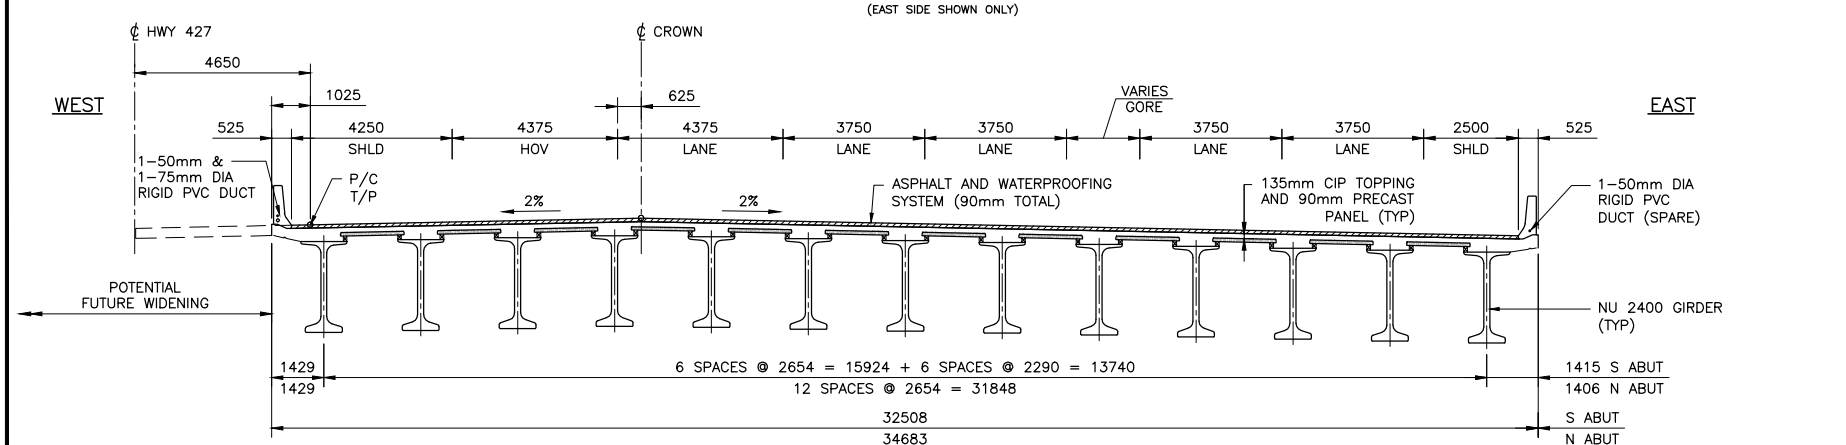 (EAST SIDE SHOWN ONLY)
℄ HWY 427
℄ CROWN
4650
WEST
1025
625
VARIES
GORE
EAST
525
4250
SHLD
4375
HOV
4375
LANE
3750
LANE
3750
LANE
3750
LANE
3750
LANE
2500
SHLD
525
1-50mm &
1-75mm DIA
RIGID PVC DUCT
P/C
T/P
2%
2%
ASPHALT AND WATERPROOFING
SYSTEM (90mm TOTAL)
135mm CIP TOPPING
AND 90mm PRECAST
PANEL (TYP)
1-50mm DIA
RIGID PVC
DUCT (SPARE)
POTENTIAL
FUTURE WIDENING
NU 2400 GIRDER
(TYP)
1429
1429
6 SPACES @ 2654 = 15924 + 6 SPACES @ 2290 = 13740
12 SPACES @ 2654 = 31848
1415 S ABUT
1406 N ABUT
32508
34683
S ABUT
N ABUT